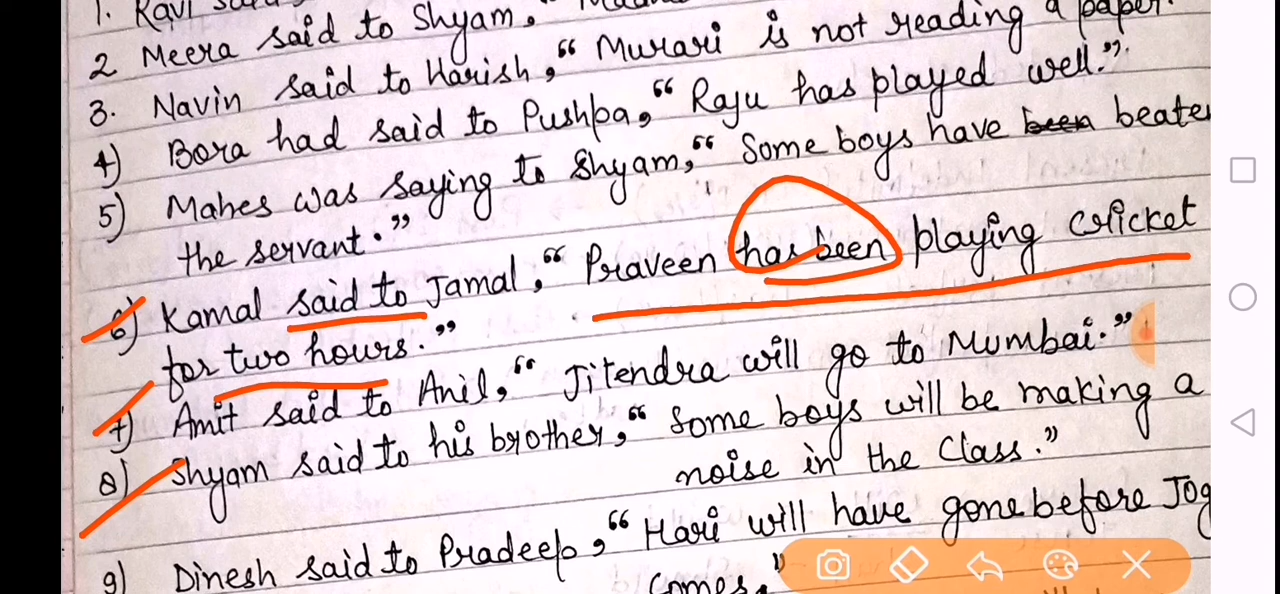 1. Ravi
2 Meera said to Shyam,
3. Navin said to Harish, “ Murari is not reading a paper.
4) Bora had said to Pushpa, “ Raju has played well.”
5) Mahes was saying to Shyam, “ Some boys have been beaten
the servant.”
6) Kamal said to Jamal, “ Praveen has been playing cricket
for two hours.”
7) Amit said to Anil, “ Jitendra will go to Mumbai.”
8) Shyam said to his brother, “ Some boys will be making a
noise in the Class.”
9) Dinesh said to Pradeep, “ Hari will have gone before Jog
comes.”